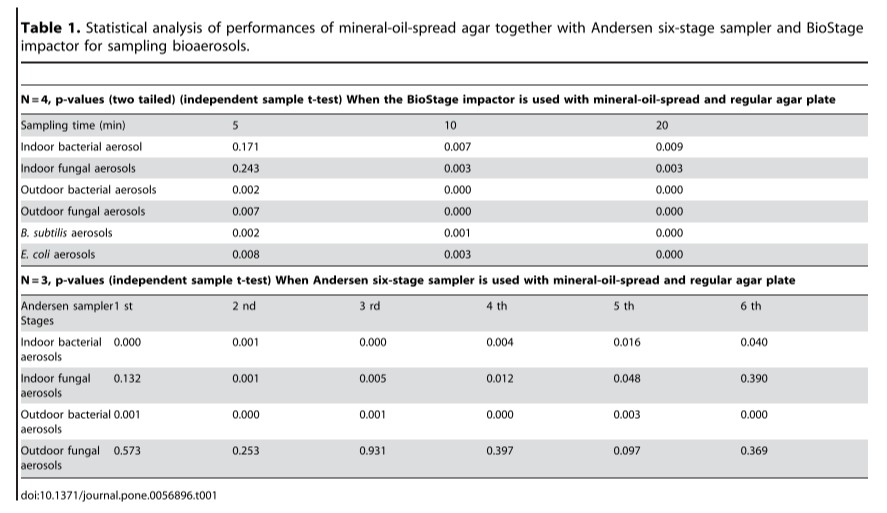 Table 1. Statistical analysis of performances of mineral-oil-spread agar together with Andersen six-stage sampler and BioStage
impactor for sampling bioaerosols.
N = 4, p-values (two tailed) (independent sample t-test) When the BioStage impactor is used with mineral-oil-spread and regular agar plate
Sampling time (min) 5 10 20
Indoor bacterial aerosol 0.171 0.007 0.009
Indoor fungal aerosols 0.243 0.003 0.003
Outdoor bacterial aerosols 0.002 0.000 0.000
Outdoor fungal aerosols 0.007 0.000 0.000
B. subtilis aerosols 0.002 0.001 0.000
E. coli aerosols 0.008 0.003 0.000
N = 3, p-values (independent sample t-test) When Andersen six-stage sampler is used with mineral-oil-spread and regular agar plate
Andersen sampler 1 st 2 nd 3 rd 4 th 5 th 6 th
Stages
Indoor bacterial 0.000 0.001 0.000 0.004 0.016 0.040
aerosols
Indoor fungal 0.132 0.001 0.005 0.012 0.048 0.390
aerosols
Outdoor bacterial 0.001 0.000 0.001 0.000 0.003 0.000
aerosols
Outdoor fungal 0.573 0.253 0.931 0.397 0.097 0.369
aerosols
doi:10.1371/journal.pone.0056896.t001